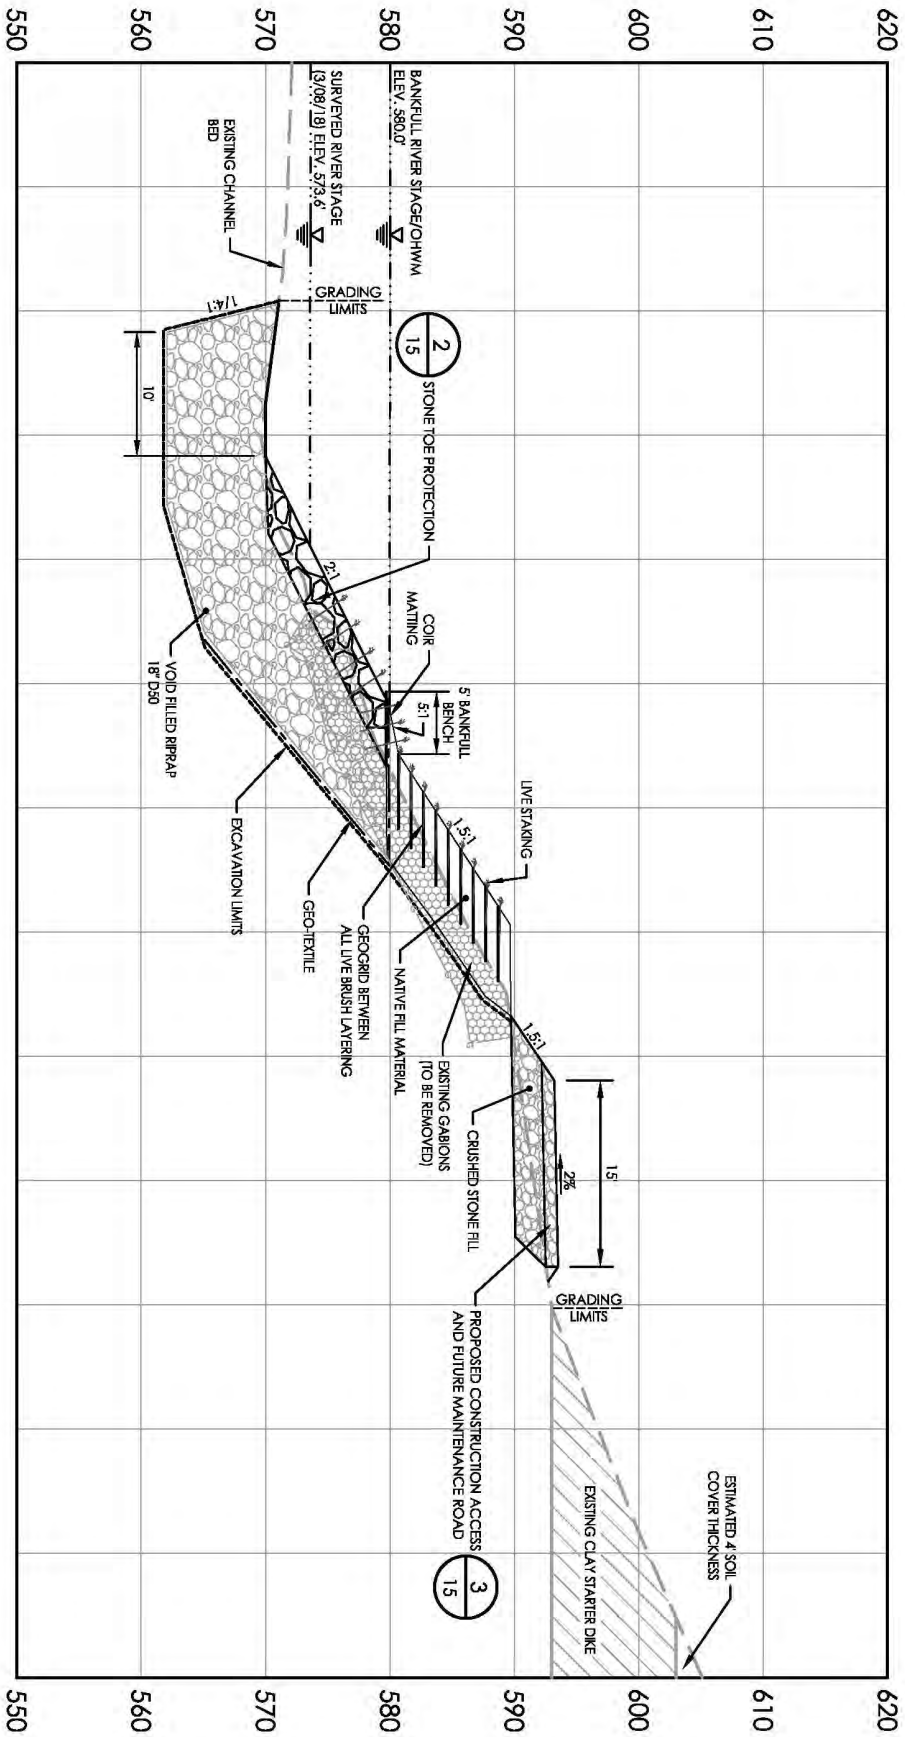 620
610
600
590
580
570
560
550
BANKFULL RIVER STAGE/OHWM
ELEV. 580.0'
SURVEYED RIVER STAGE
(3/08/18) ELEV. 573.6'
EXISTING CHANNEL
BED
GRADING
LIMITS
1/4:1
10'
2
15
STONE TOE PROTECTION
2:1
VOID FILLED RIPRAP
18" D50
COIR
MATTING
5' BANKFULL
BENCH
5:1
LIVE STAKING
1.5:1
EXCAVATION LIMITS
GEO-TEXTILE
GEOGRID BETWEEN
ALL LIVE BRUSH LAYERING
NATIVE FILL MATERIAL
EXISTING GABIONS
(TO BE REMOVED)
CRUSHED STONE FILL
1.5:1
15'
2%
PROPOSED CONSTRUCTION ACCESS
AND FUTURE MAINTENANCE ROAD
3
15
GRADING
LIMITS
EXISTING CLAY STARTER DIKE
ESTIMATED 4' SOIL
COVER THICKNESS
620
610
600
590
580
570
560
550